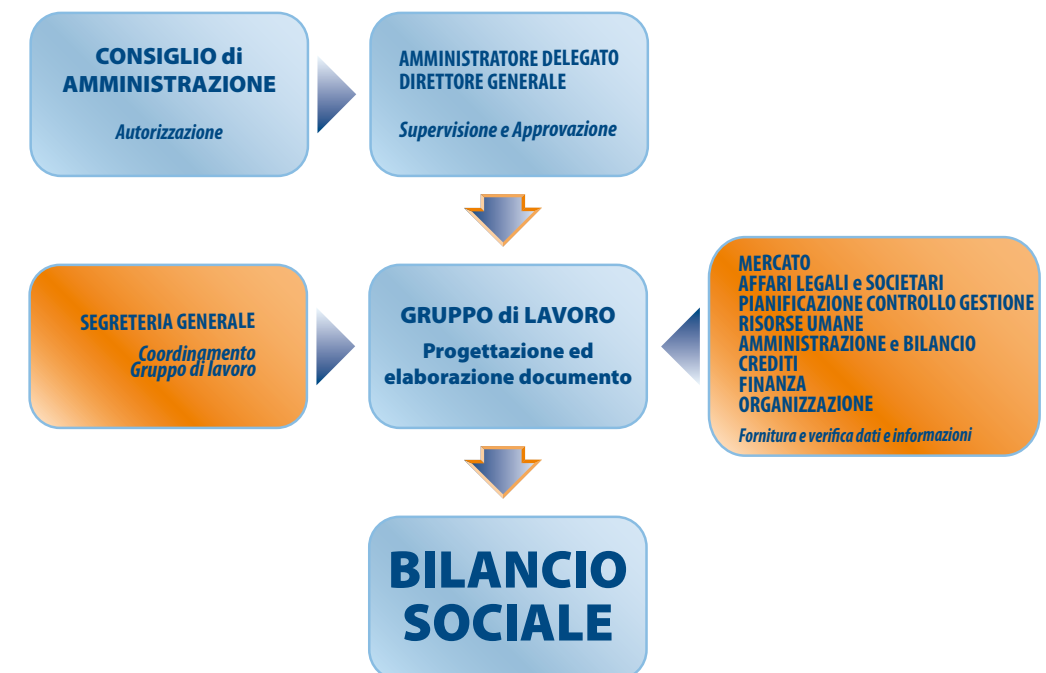 CONSIGLIO di
AMMINISTRAZIONE
Autorizzazione
AMMINISTRATORE DELEGATO
DIRETTORE GENERALE
Supervisione e Approvazione
SEGRETERIA GENERALE
Coordinamento
Gruppo di lavoro
GRUPPO di LAVORO
Progettazione ed
elaborazione documento
MERCATO
AFFARI LEGALI e SOCIETARI
PIANIFICAZIONE CONTROLLO GESTIONE
RISORSE UMANE
AMMINISTRAZIONE e BILANCIO
CREDITI
FINANZA
ORGANIZZAZIONE
Fornitura e verifica dati e informazioni
BILANCIO
SOCIALE